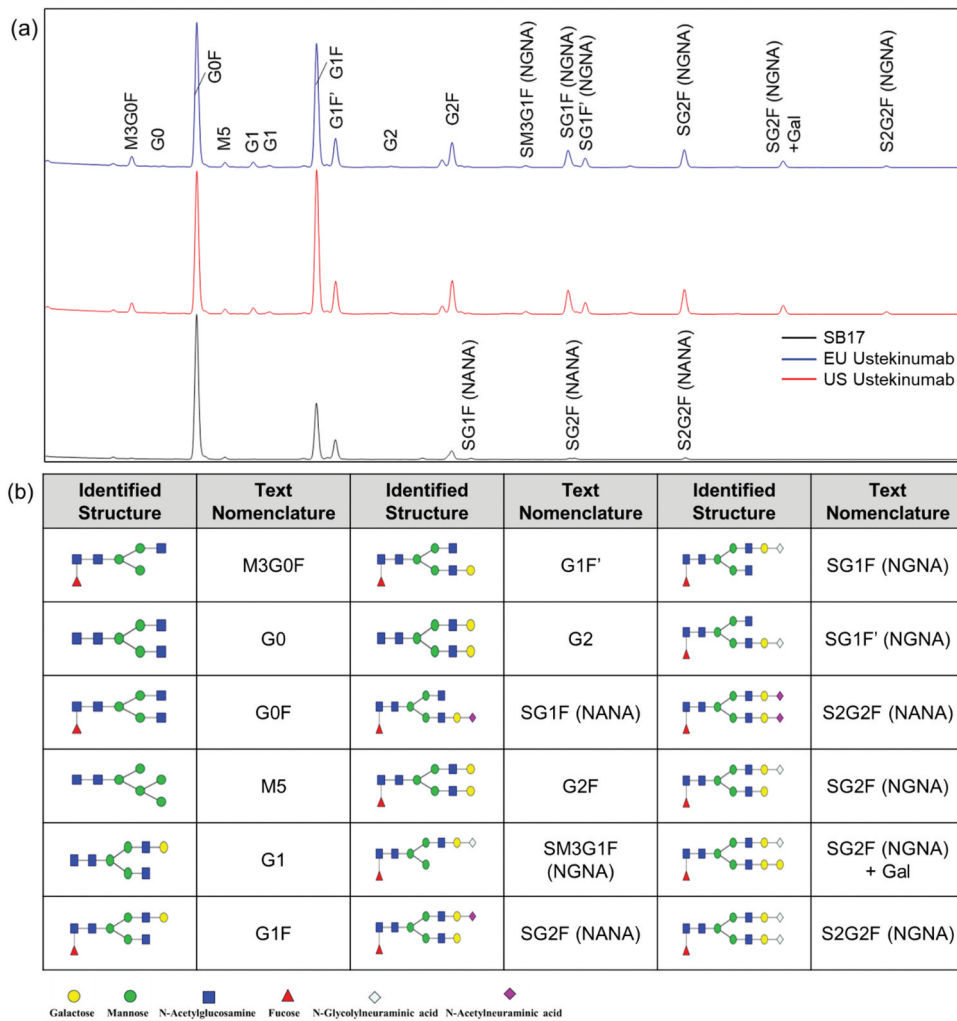 (a)
M3G0F
G0
G0F
M5
G1
G1
G1F
G1F’
G2
G2F
SM3G1F (NGNA)
SG1F (NGNA)
SG1F’ (NGNA)
SG2F (NGNA)
SG2F (NGNA)
+Gal
S2G2F (NGNA)
SB17
EU Ustekinumab
US Ustekinumab
SG1F (NANA)
SG2F (NANA)
S2G2F (NANA)
(b)
Identified Structure Text Nomenclature Identified Structure Text Nomenclature Identified Structure Text Nomenclature
M3G0F G1F’ SG1F (NGNA)
G0 G2 SG1F’ (NGNA)
G0F SG1F (NANA) S2G2F (NANA)
M5 G2F SG2F (NGNA)
G1 SM3G1F (NGNA) SG2F (NGNA) + Gal
G1F SG2F (NANA) S2G2F (NGNA)
Galactose Mannose N-Acetylglucosamine Fucose N-Glycolylneuraminic acid N-Acetylneuraminic acid